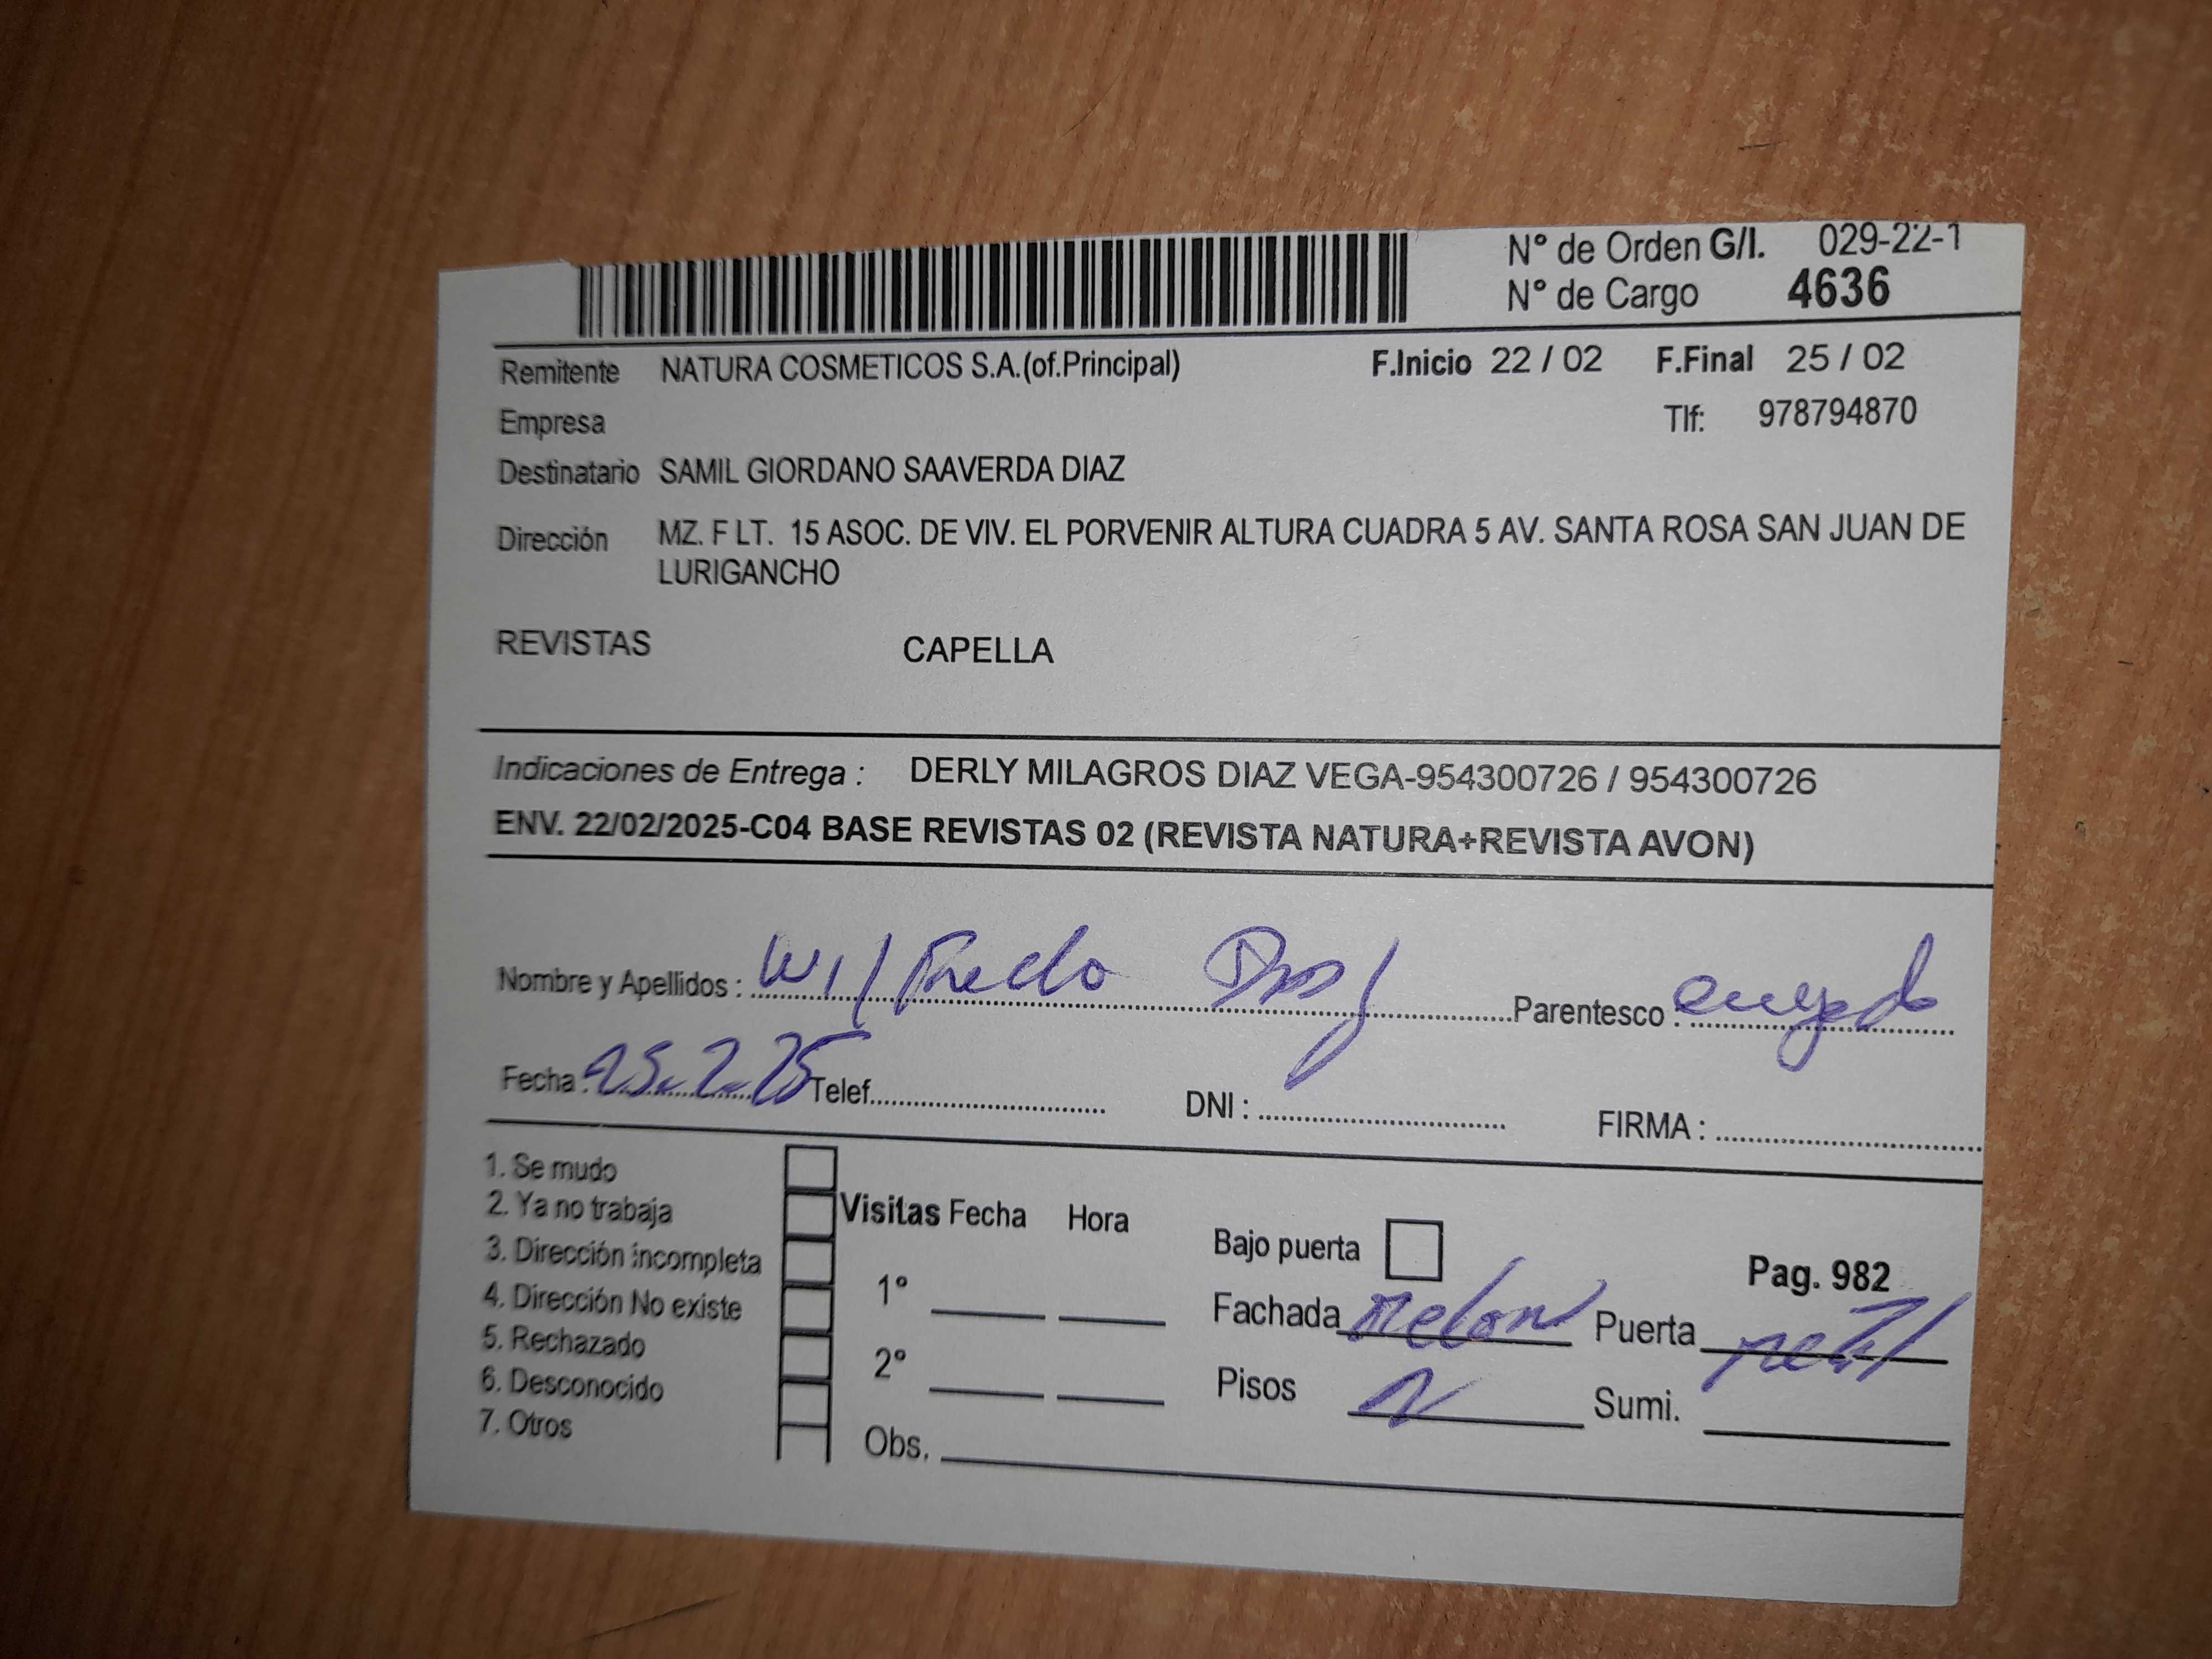 N° de Orden G/I. 029-22-1
N° de Cargo 4636
Remitente NATURA COSMETICOS S.A.(of.Principal) F.Inicio 22 / 02 F.Final 25 / 02
Empresa Tlf: 978794870
Destinatario SAMIL GIORDANO SAAVERDA DIAZ
Dirección MZ. F LT. 15 ASOC. DE VIV. EL PORVENIR ALTURA CUADRA 5 AV. SANTA ROSA SAN JUAN DE
LURIGANCHO
REVISTAS CAPELLA
Indicaciones de Entrega : DERLY MILAGROS DIAZ VEGA-954300726 / 954300726
ENV. 22/02/2025-C04 BASE REVISTAS 02 (REVISTA NATURA+REVISTA AVON)
Nombre y Apellidos : Wilfredo Parentesco :
Fecha : 25.2.25 Telef. DNI : FIRMA :
1. Se mudo
2. Ya no trabaja
3. Dirección incompleta
4. Dirección No existe
5. Rechazado
6. Desconocido
7. Otros
Visitas Fecha Hora
1°
2°
Obs.
Bajo puerta Pag. 982
Fachada Melon Puerta
Pisos 2 Sumi.